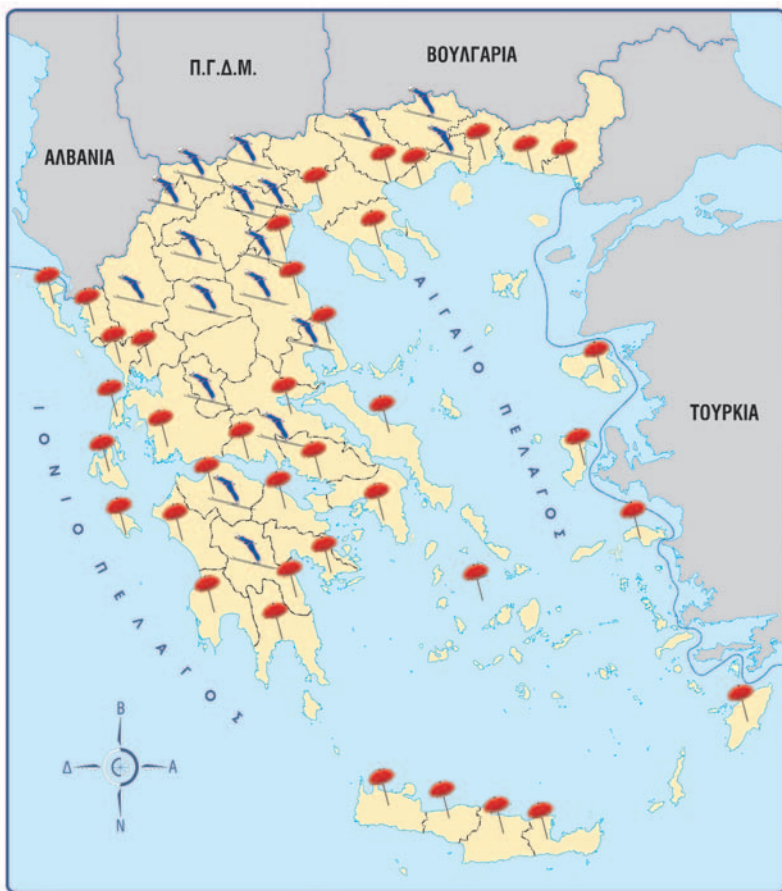 Π.Γ.Δ.Μ.
ΒΟΥΛΓΑΡΙΑ
ΑΛΒΑΝΙΑ
ΑΙΓΑΙΟ ΠΕΛΑΓΟΣ
ΤΟΥΡΚΙΑ
ΙΟΝΙΟ ΠΕΛΑΓΟΣ
Β
Δ
Α
Ν